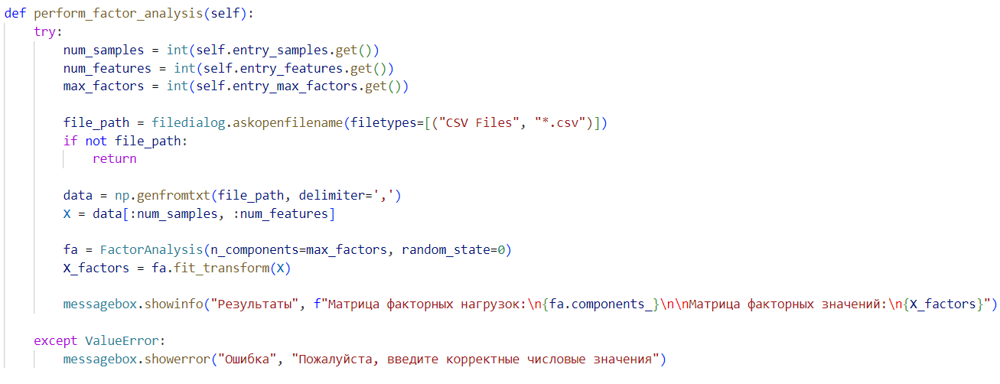 def perform_factor_analysis(self):
    try:
        num_samples = int(self.entry_samples.get())
        num_features = int(self.entry_features.get())
        max_factors = int(self.entry_max_factors.get())

        file_path = filedialog.askopenfilename(filetypes=[("CSV Files", "*.csv")])
        if not file_path:
            return

        data = np.genfromtxt(file_path, delimiter=',')
        X = data[:num_samples, :num_features]

        fa = FactorAnalysis(n_components=max_factors, random_state=0)
        X_factors = fa.fit_transform(X)

        messagebox.showinfo("Результаты", f"Матрица факторных нагрузок:\n{fa.components_}\n\nМатрица факторных значений:\n{X_factors}")

    except ValueError:
        messagebox.showerror("Ошибка", "Пожалуйста, введите корректные числовые значения")